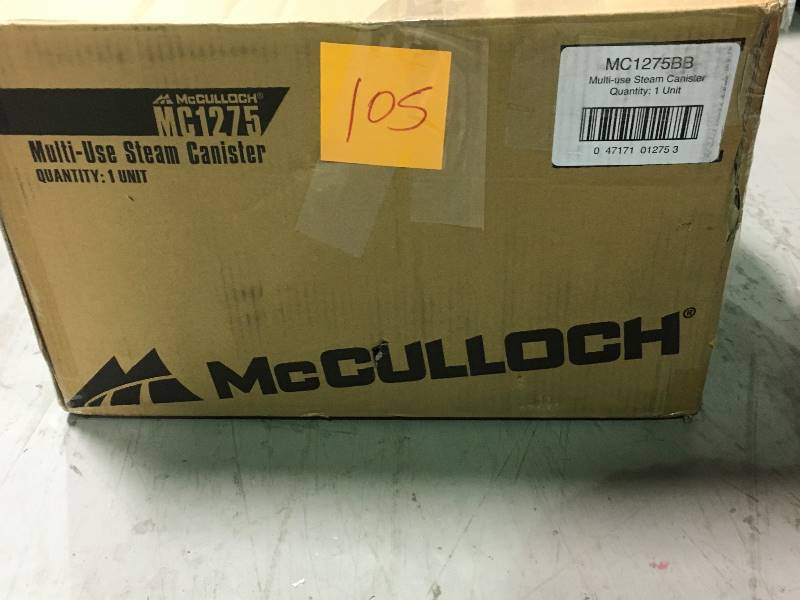 McCULLOCH®
MC1275
Multi-Use Steam Canister
QUANTITY: 1 UNIT
105
MC1275BB
Multi-use Steam Canister
Quantity: 1 Unit
0 47171 01275 3
McCULLOCH®